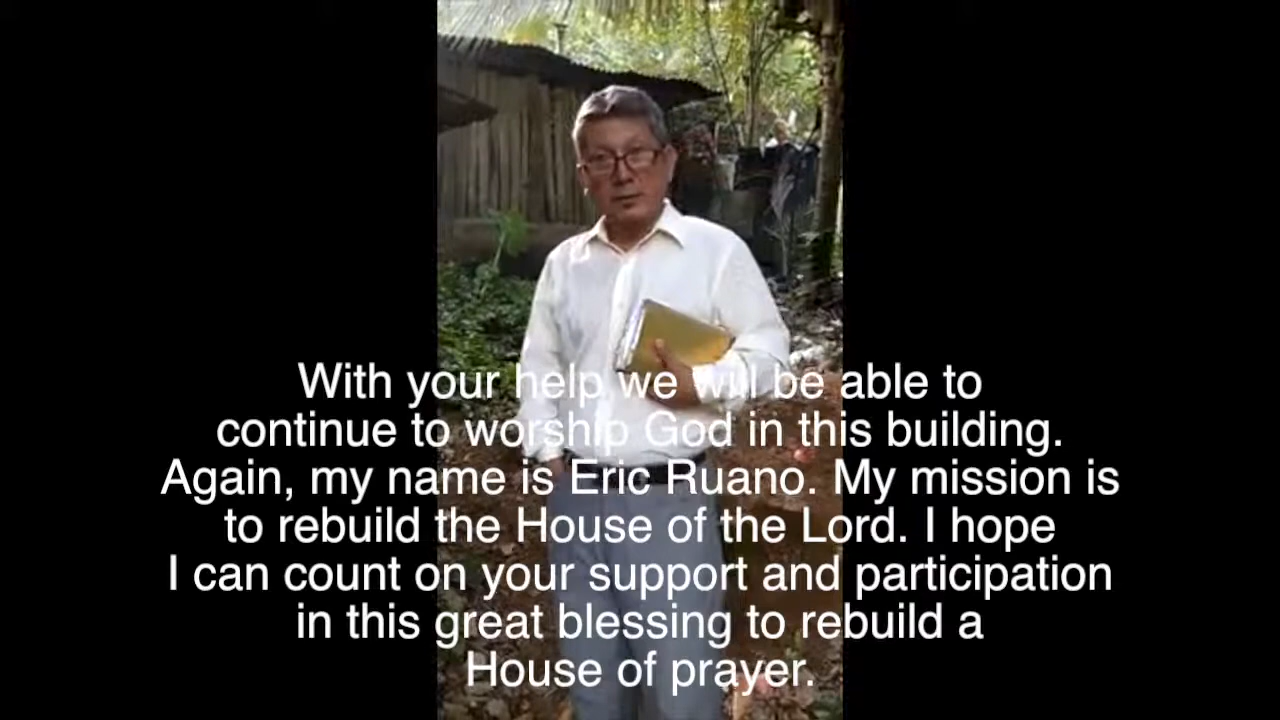 With your help we will be able to
continue to worship God in this building.
Again, my name is Eric Ruano. My mission is
to rebuild the House of the Lord. I hope
I can count on your support and participation
in this great blessing to rebuild a
House of prayer.